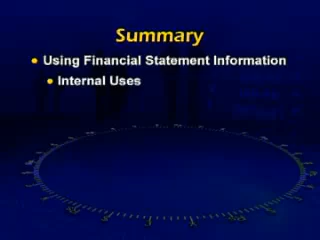 Summary
Using Financial Statement Information
Internal Uses